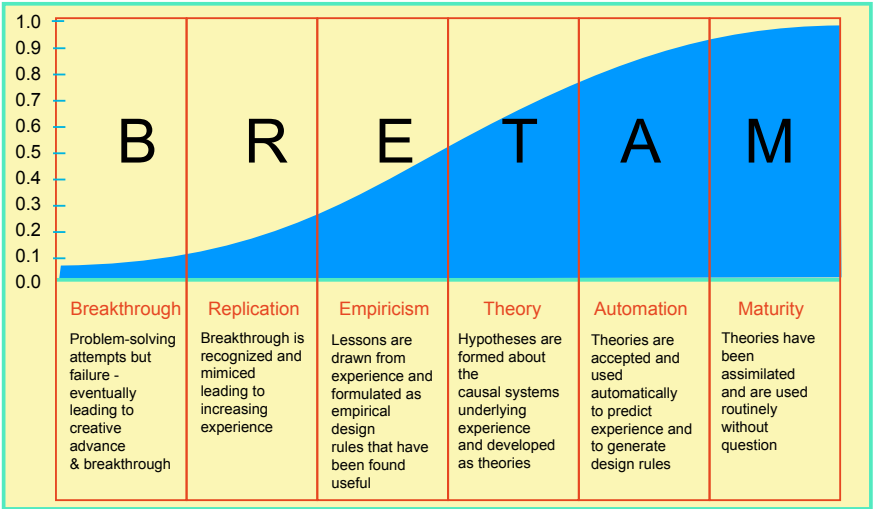 1.0
0.9
0.8
0.7
0.6
0.5
0.4
0.3
0.2
0.1
0.0
B R E T A M
Breakthrough
Problem-solving
attempts but
failure -
eventually
leading to
creative
advance
& breakthrough
Replication
Breakthrough is
recognized and
mimiced
leading to
increasing
experience
Empiricism
Lessons are
drawn from
experience and
formulated as
empirical
design
rules that have
been found
useful
Theory
Hypotheses are
formed about
the
causal systems
underlying
experience
and developed
as theories
Automation
Theories are
accepted and
used
automatically
to predict
experience and
to generate
design rules
Maturity
Theories have
been
assimilated
and are used
routinely
without
question